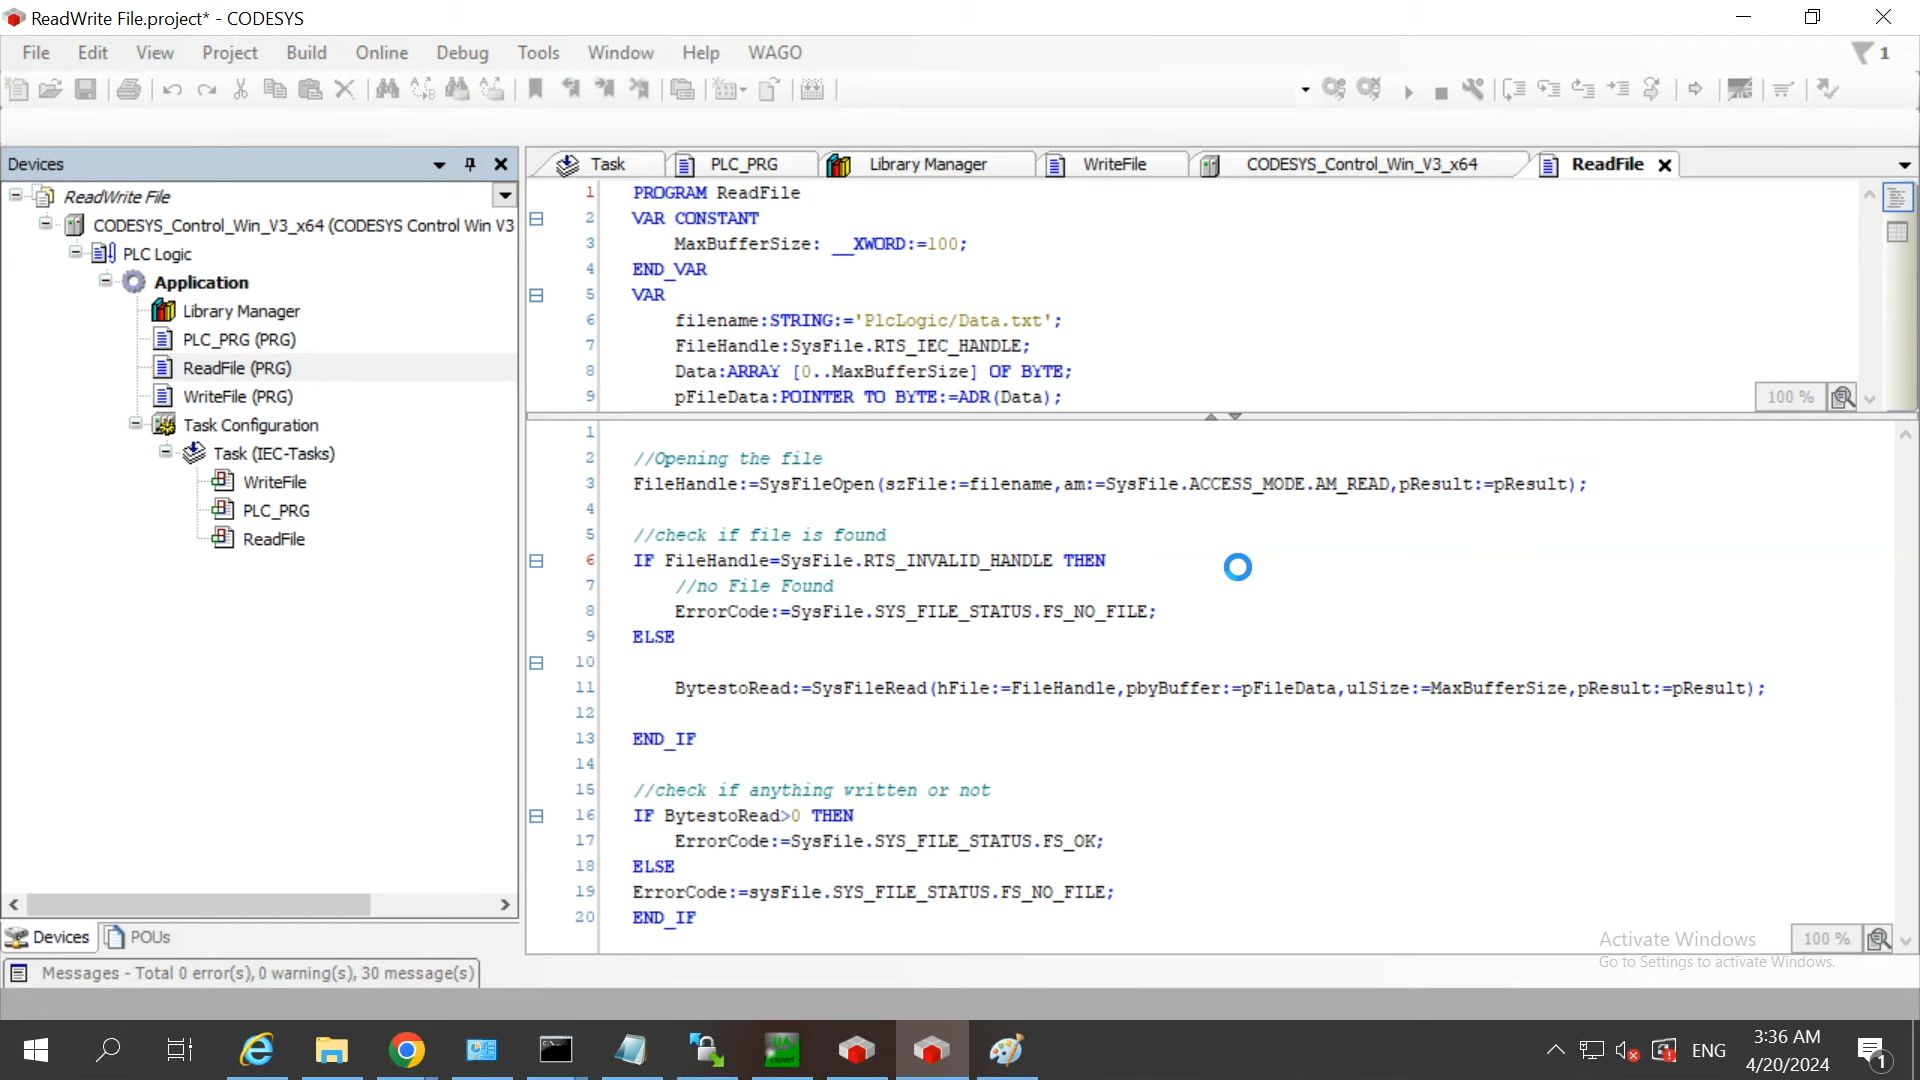 ReadWrite File.project* - CODESYS
File Edit View Project Build Online Debug Tools Window Help WAGO
1
Devices
ReadWrite File
CODESYS_Control_Win_V3_x64 (CODESYS Control Win V3
PLC Logic
Application
Library Manager
PLC_PRG (PRG)
ReadFile (PRG)
WriteFile (PRG)
Task Configuration
Task (IEC-Tasks)
WriteFile
PLC_PRG
ReadFile
Devices POUs
Messages - Total 0 error(s), 0 warning(s), 30 message(s)
Task PLC_PRG Library Manager WriteFile CODESYS_Control_Win_V3_x64 ReadFile
1 PROGRAM ReadFile
2 VAR CONSTANT
3 MaxBufferSize: __XWORD:=100;
4 END_VAR
5 VAR
6 filename:STRING:='PlcLogic/Data.txt';
7 FileHandle:SysFile.RTS_IEC_HANDLE;
8 Data:ARRAY [0..MaxBufferSize] OF BYTE;
9 pFileData:POINTER TO BYTE:=ADR(Data);
100 %
1
2 //Opening the file
3 FileHandle:=SysFileOpen(szFile:=filename,am:=SysFile.ACCESS_MODE.AM_READ,pResult:=pResult);
4
5 //check if file is found
6 IF FileHandle=SysFile.RTS_INVALID_HANDLE THEN
7 //no File Found
8 ErrorCode:=SysFile.SYS_FILE_STATUS.FS_NO_FILE;
9 ELSE
10
11 BytestoRead:=SysFileRead(hFile:=FileHandle,pbyBuffer:=pFileData,ulSize:=MaxBufferSize,pResult:=pResult);
12
13 END_IF
14
15 //check if anything written or not
16 IF BytestoRead>0 THEN
17 ErrorCode:=SysFile.SYS_FILE_STATUS.FS_OK;
18 ELSE
19 ErrorCode:=sysFile.SYS_FILE_STATUS.FS_NO_FILE;
20 END_IF
100 %
Activate Windows
Go to Settings to activate Windows.
ENG
3:36 AM
4/20/2024
1